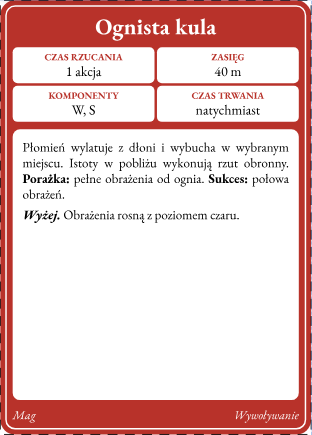 Ognista kula
CZAS RZUCANIA
1 akcja
ZASIĘG
40 m
KOMPONENTY
W, S
CZAS TRWANIA
natychmiast
Płomień wylatuje z dłoni i wybucha w wybranym
miejscu. Istoty w pobliżu wykonują rzut obronny.
Porażka: pełne obrażenia od ognia. Sukces: połowa
obrażeń.
Wyżej. Obrażenia rosną z poziomem czaru.
Mag
Wywoływanie